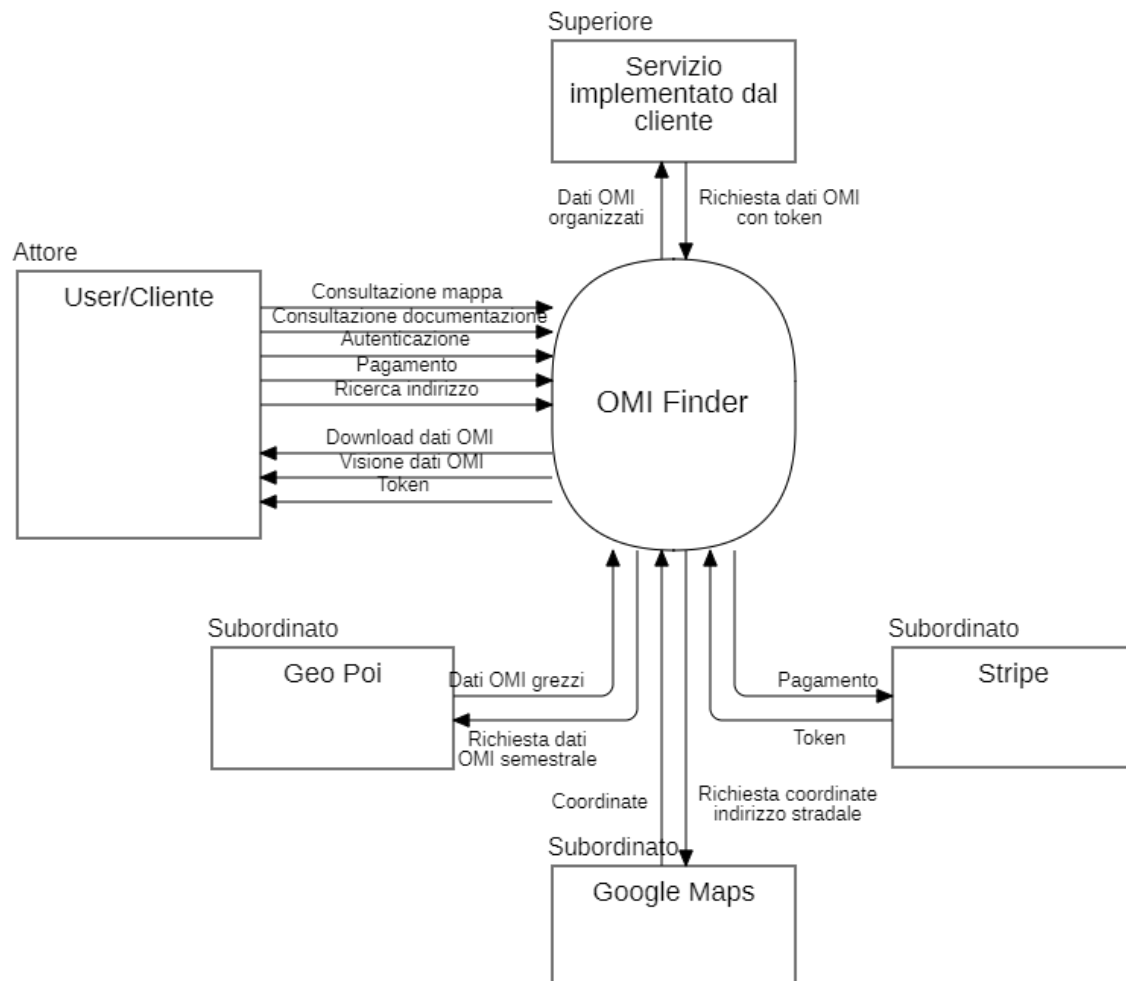 Superiore
Servizio
implementato dal
cliente
Dati OMI
organizzati
Richiesta dati OMI
con token
Attore
User/Cliente
Consultazione mappa
Consultazione documentazione
Autenticazione
Pagamento
Ricerca indirizzo
Download dati OMI
Visione dati OMI
Token
OMI Finder
Subordinato
Geo Poi
Dati OMI grezzi
Richiesta dati
OMI semestrale
Subordinato
Stripe
Pagamento
Token
Coordinate
Richiesta coordinate
indirizzo stradale
Subordinato
Google Maps